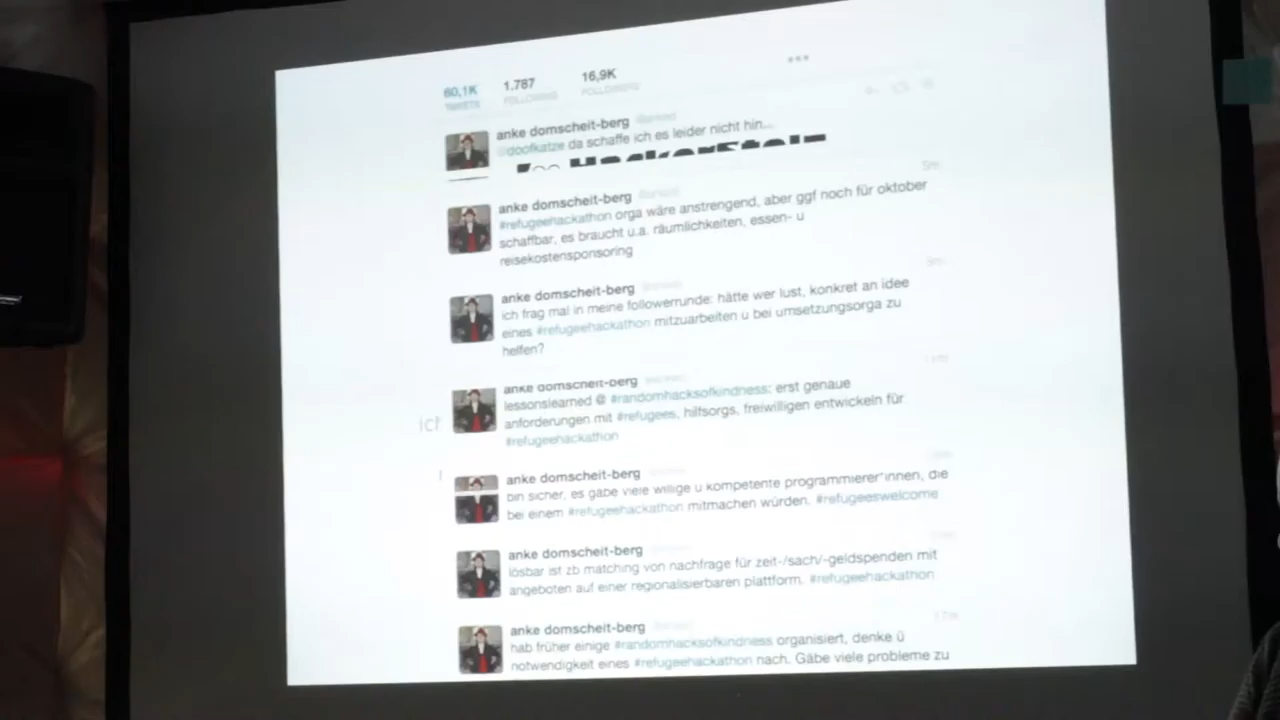 60,1K 1.787 16,9K
TWEETS FOLLOWING FOLLOWERS
anke domscheit-berg
@doofkatze da schaffe ich es leider nicht hin...
5m
anke domscheit-berg
#refugeehackathon orga wäre anstrengend, aber ggf noch für oktober
schaffbar, es braucht u.a. räumlichkeiten, essen- u
reisekostensponsoring
anke domscheit-berg
ich frag mal in meine followerrunde: hätte wer lust, konkret an idee
eines #refugeehackathon mitzuarbeiten u bei umsetzungsorga zu
helfen?
anke domscheit-berg
lessonslearned @ #randomhacksofkindness: erst genaue
anforderungen mit #refugees, hilfsorgs, freiwilligen entwickeln für
#refugeehackathon
ich
anke domscheit-berg
bin sicher, es gäbe viele willige u kompetente programmierer*innen, die
bei einem #refugeehackathon mitmachen würden. #refugeeswelcome
anke domscheit-berg
lösbar ist zb matching von nachfrage für zeit-/sach/-geldspenden mit
angeboten auf einer regionalisierbaren plattform. #refugeehackathon
anke domscheit-berg
hab früher einige #randomhacksofkindness organisiert, denke ü
notwendigkeit eines #refugeehackathon nach. Gäbe viele probleme zu